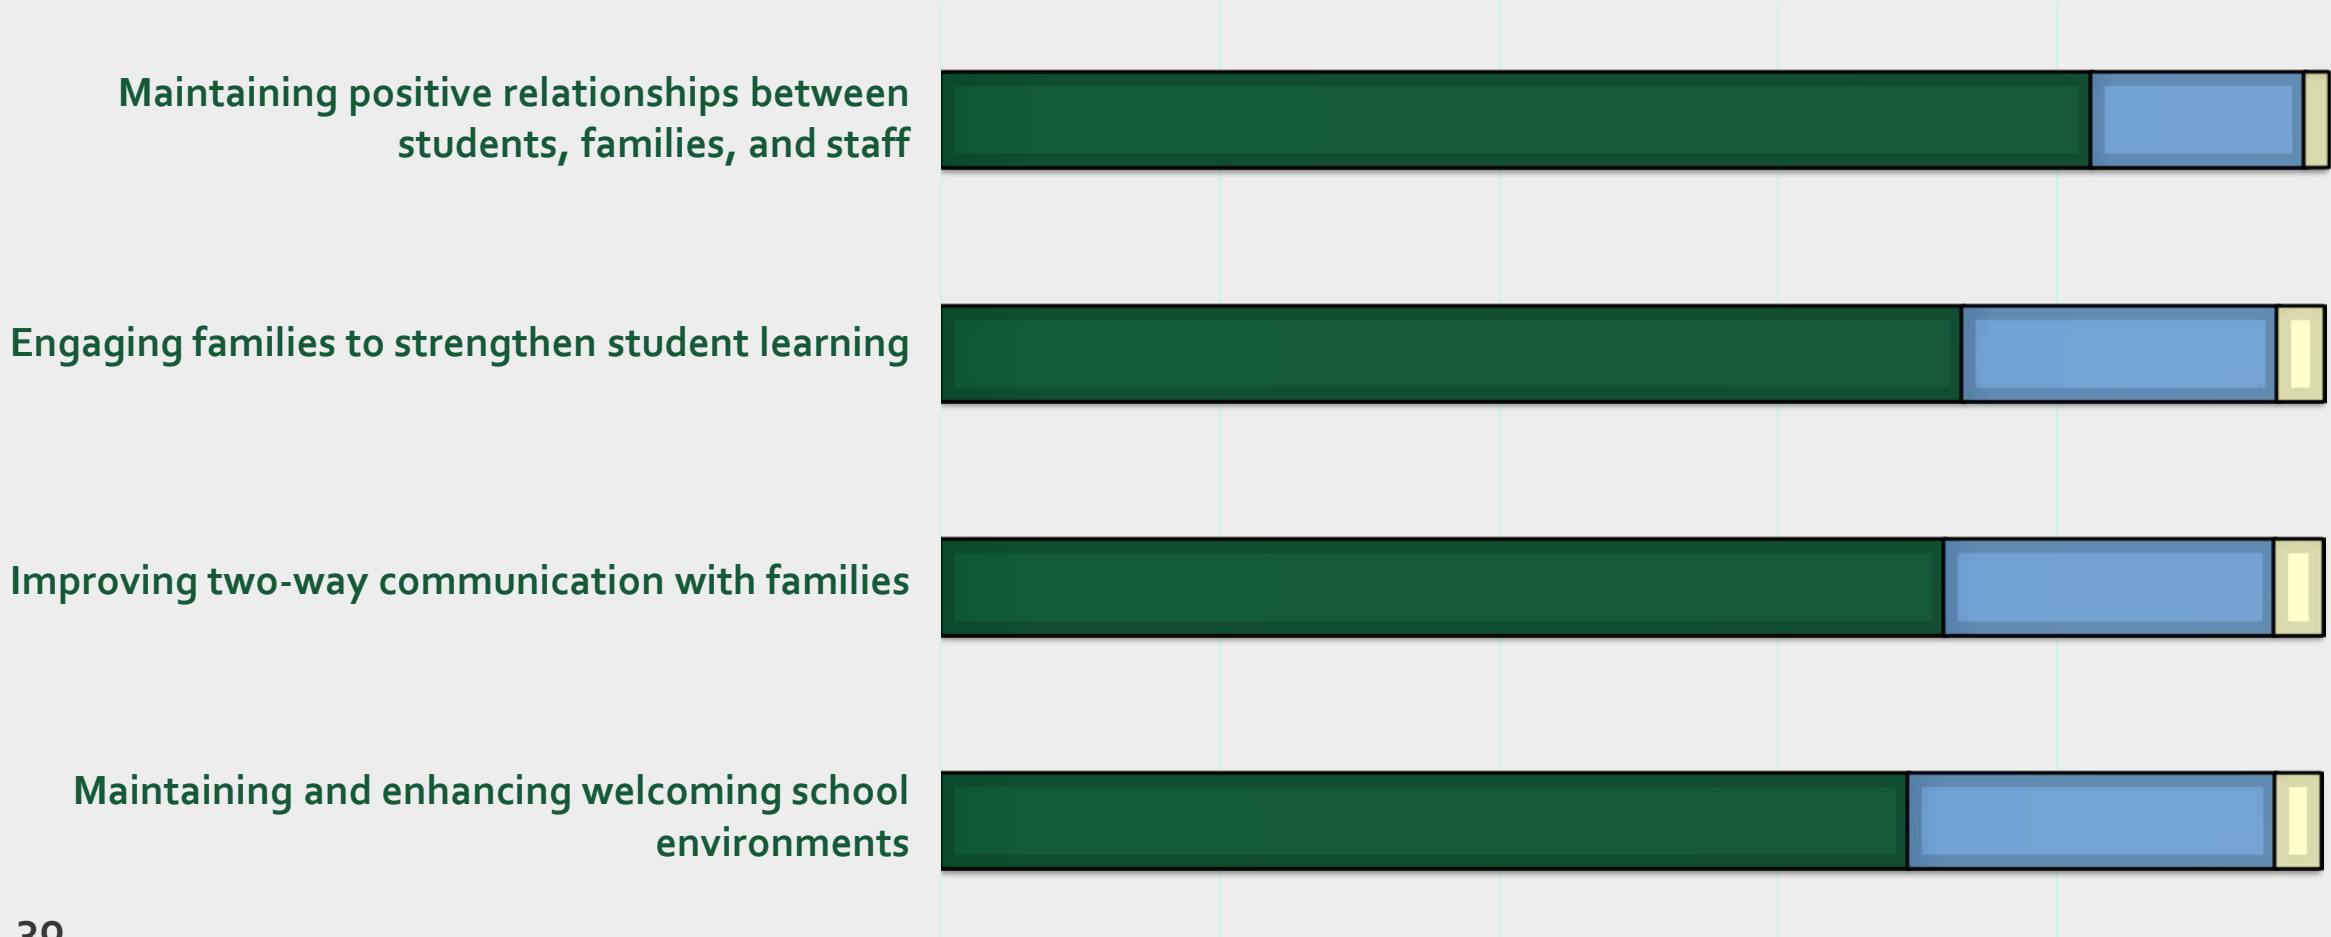 Maintaining positive relationships between
students, families, and staff
Engaging families to strengthen student learning
Improving two-way communication with families
Maintaining and enhancing welcoming school
environments